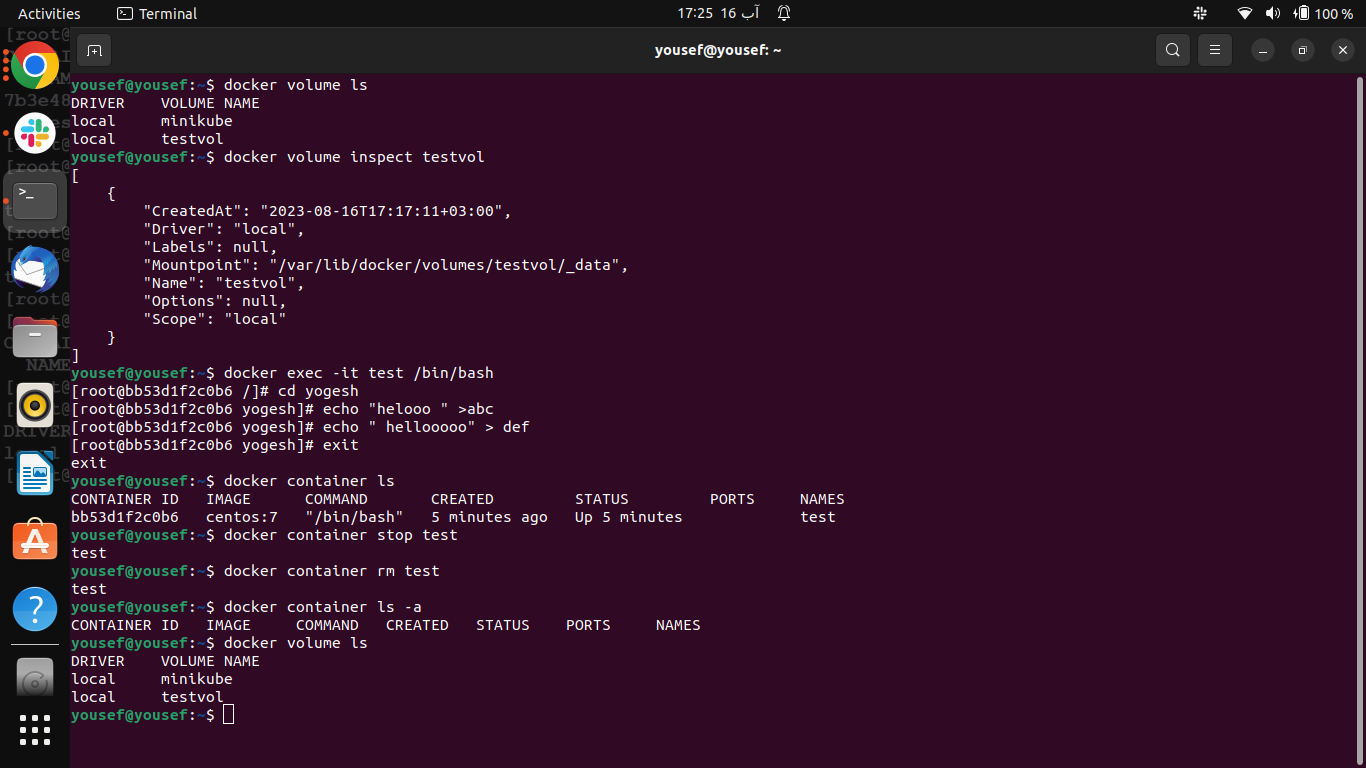 Activities Terminal 17:25 16 آب 100 %
yousef@yousef: ~
yousef@yousef:~$ docker volume ls
DRIVER    VOLUME NAME
local     minikube
local     testvol
yousef@yousef:~$ docker volume inspect testvol
[
    {
        "CreatedAt": "2023-08-16T17:17:11+03:00",
        "Driver": "local",
        "Labels": null,
        "Mountpoint": "/var/lib/docker/volumes/testvol/_data",
        "Name": "testvol",
        "Options": null,
        "Scope": "local"
    }
]
yousef@yousef:~$ docker exec -it test /bin/bash
[root@bb53d1f2c0b6 /]# cd yogesh
[root@bb53d1f2c0b6 yogesh]# echo "helooo " >abc
[root@bb53d1f2c0b6 yogesh]# echo " hellooooo" > def
[root@bb53d1f2c0b6 yogesh]# exit
exit
yousef@yousef:~$ docker container ls
CONTAINER ID   IMAGE      COMMAND       CREATED         STATUS         PORTS     NAMES
bb53d1f2c0b6   centos:7   "/bin/bash"   5 minutes ago   Up 5 minutes             test
yousef@yousef:~$ docker container stop test
test
yousef@yousef:~$ docker container rm test
test
yousef@yousef:~$ docker container ls -a
CONTAINER ID   IMAGE     COMMAND   CREATED   STATUS    PORTS     NAMES
yousef@yousef:~$ docker volume ls
DRIVER    VOLUME NAME
local     minikube
local     testvol
yousef@yousef:~$